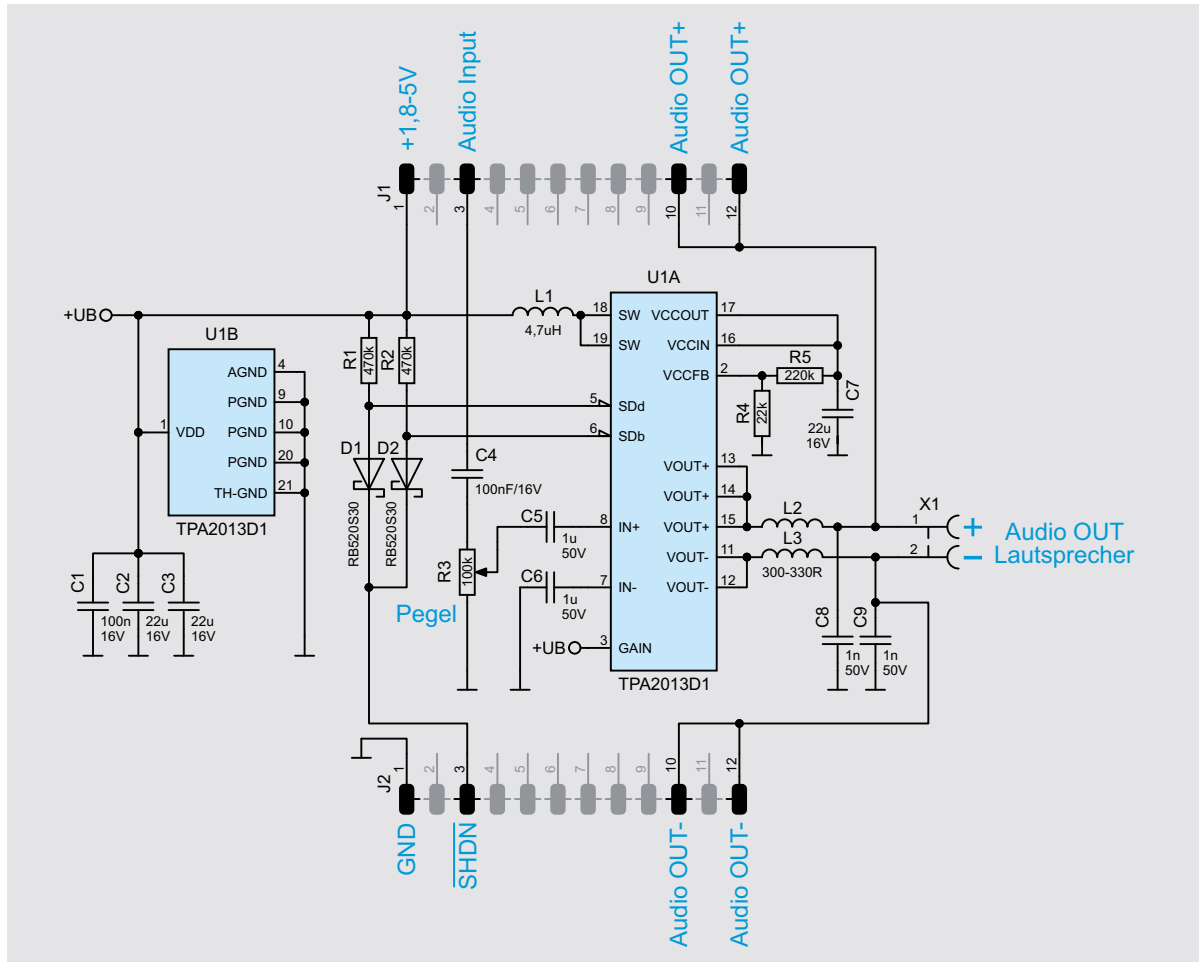 +1,8-5V
Audio Input
Audio OUT+
Audio OUT+
J1
1
2
3
4
5
6
7
8
9
10
11
12
+UB
U1B
1
VDD
AGND
4
PGND
9
PGND
10
PGND
20
TH-GND
21
TPA2013D1
C1
100n
16V
C2
22u
16V
C3
22u
16V
R1
470k
R2
470k
D1
RB520S30
D2
RB520S30
C4
100nF/16V
R3
100k
Pegel
C5
1u
50V
C6
1u
50V
+UB
L1
4,7uH
U1A
18
SW
19
SW
5
SDd
6
SDb
8
IN+
7
IN-
3
GAIN
VCCOUT
17
VCCIN
16
VCCFB
2
VOUT+
13
VOUT+
14
VOUT+
15
VOUT-
11
VOUT-
12
TPA2013D1
R5
220k
R4
22k
C7
22u
16V
L2
L3
300-330R
C8
1n
50V
C9
1n
50V
X1
1
+
2
−
Audio OUT
Lautsprecher
J2
1
2
3
4
5
6
7
8
9
10
11
12
GND
SHDN
Audio OUT-
Audio OUT-